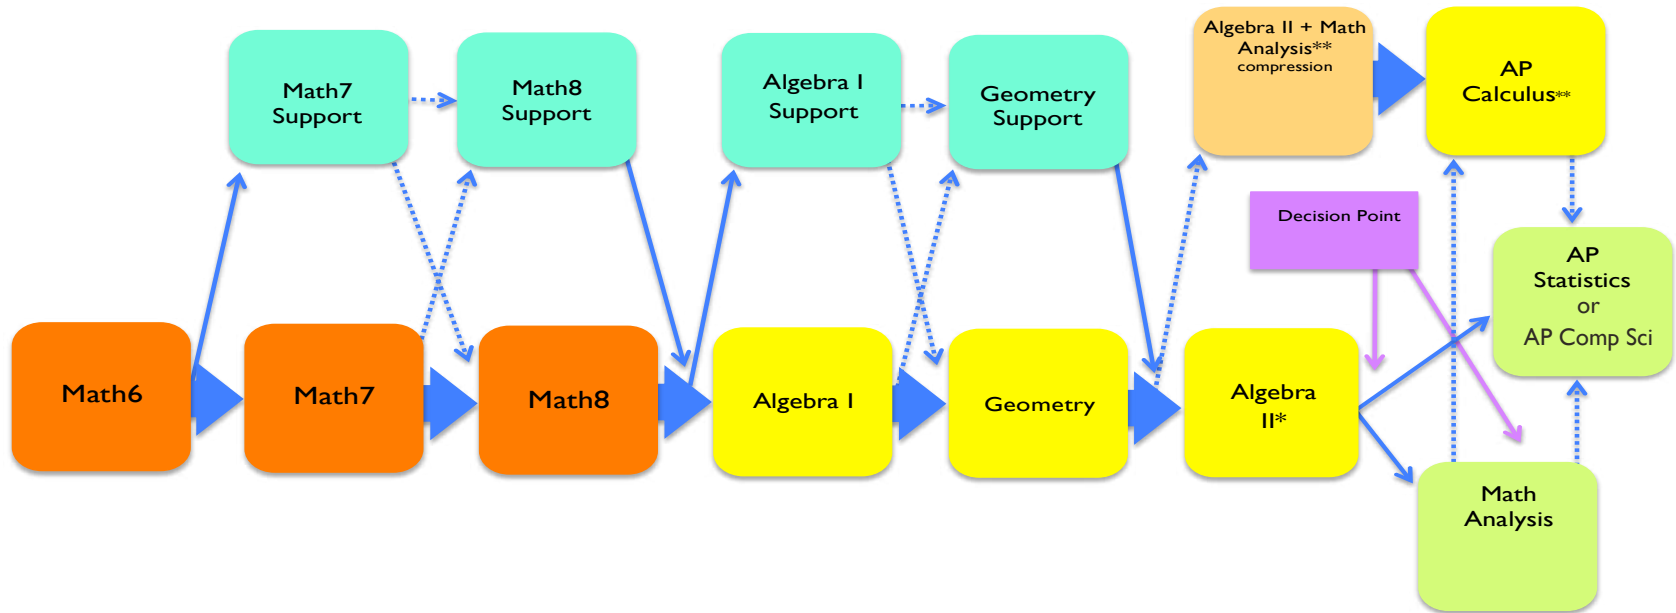 Math7
Support
Math8
Support
Algebra I
Support
Geometry
Support
Algebra II + Math
Analysis**
compression
AP
Calculus**
Decision Point
AP
Statistics
or
AP Comp Sci
Math6
Math7
Math8
Algebra I
Geometry
Algebra
II*
Math
Analysis